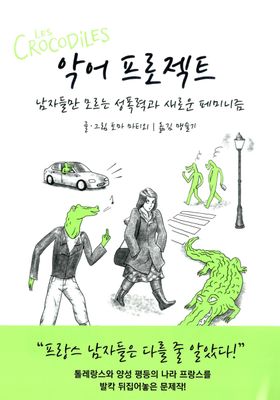 LES
CROCODILES
악어 프로젝트
남자들만 모르는 성폭력과 새로운 페미니즘
글·그림 토마 마티외 | 옮김 맹슬기
“프랑스 남자들은 다를 줄 알았다!”
톨레랑스와 양성 평등의 나라 프랑스를
발칵 뒤집어놓은 문제작!